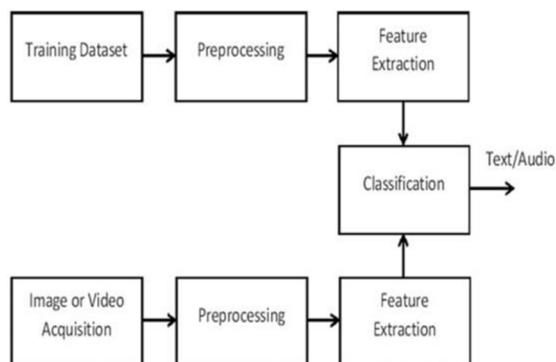 Training Dataset
Preprocessing
Feature
Extraction
Classification
Text/Audio
Image or Video
Acquisition
Preprocessing
Feature
Extraction